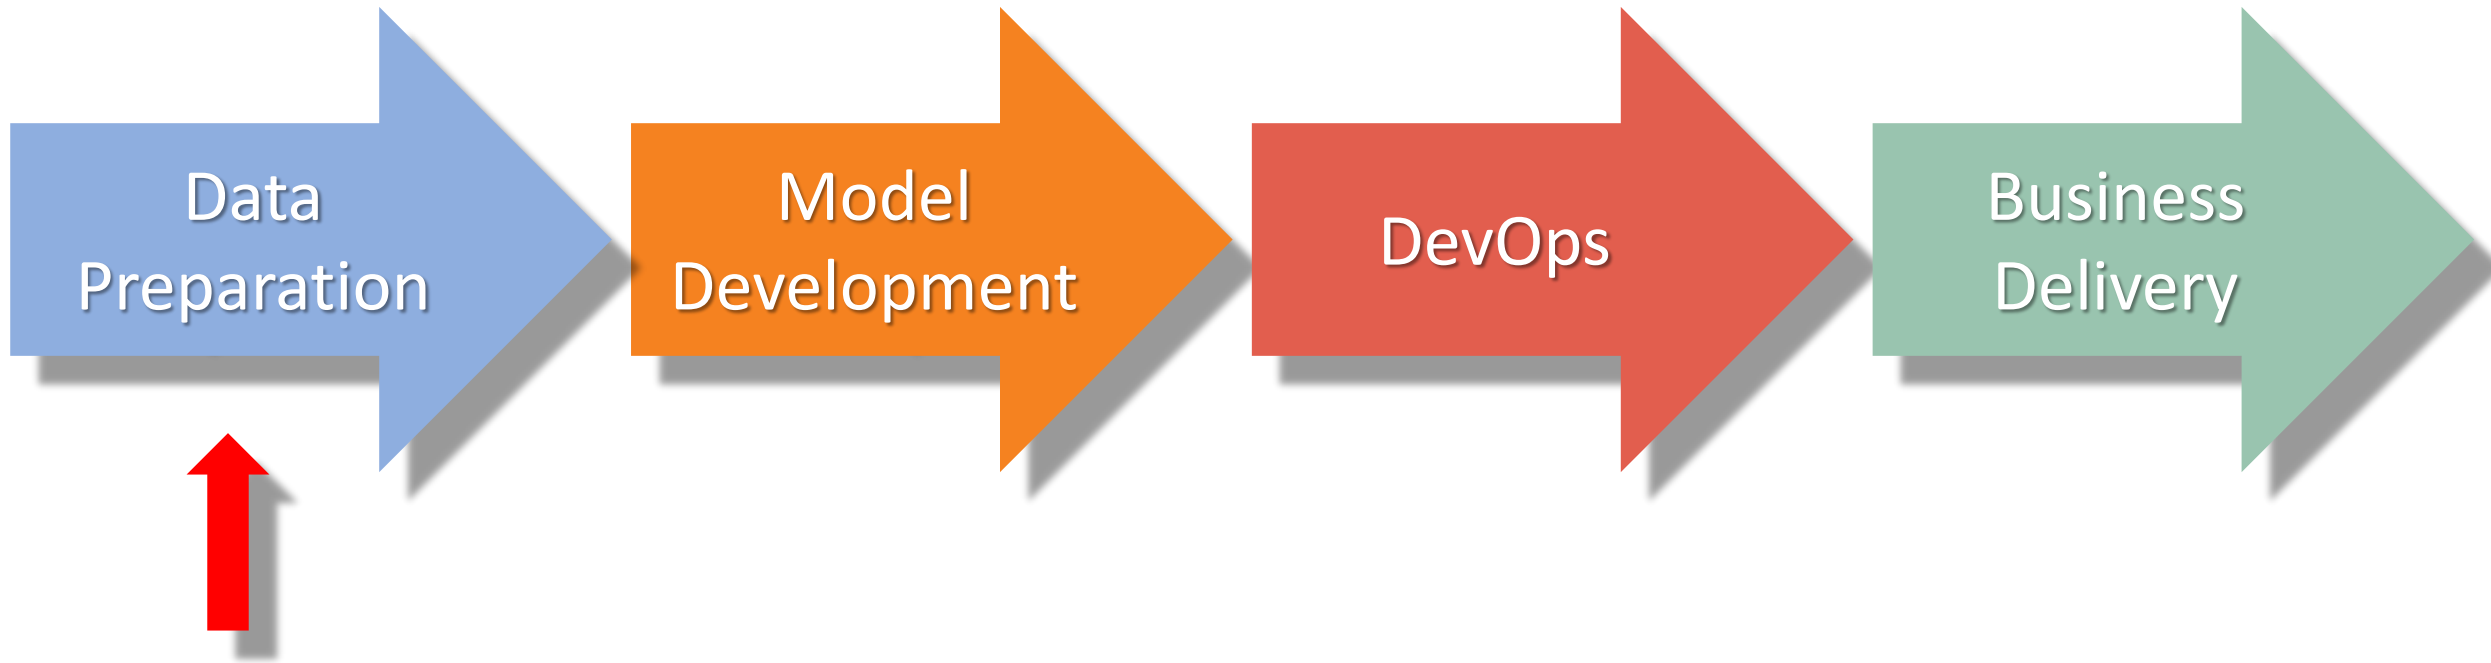 Data
Preparation
Model
Development
DevOps
Business
Delivery